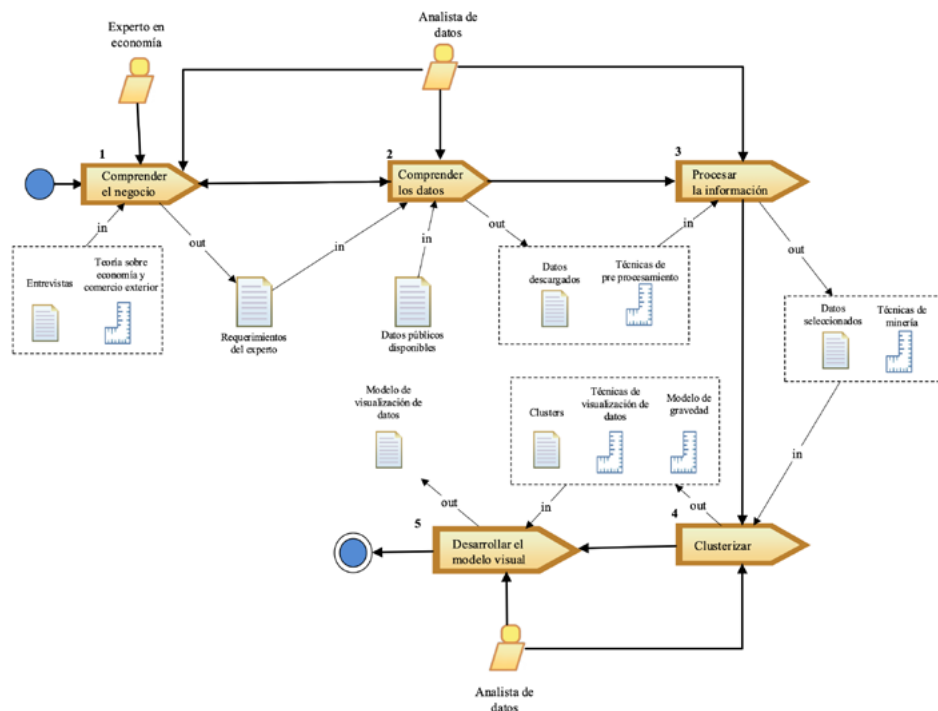 Experto en
economía
Analista de
datos
1
Comprender
el negocio
2
Comprender
los datos
3
Procesar
la información
in
out
in
in
out
in
out
Entrevistas
Teoría sobre
economía y
comercio exterior
Requerimientos
del experto
Datos públicos
disponibles
Datos
descargados
Técnicas de
pre procesamiento
Datos
seleccionados
Técnicas de
minería
Modelo de
visualización de
datos
Clusters
Técnicas de
visualización de
datos
Modelo de
gravedad
out
in
out
in
5
Desarrollar el
modelo visual
4
Clusterizar
Analista de
datos